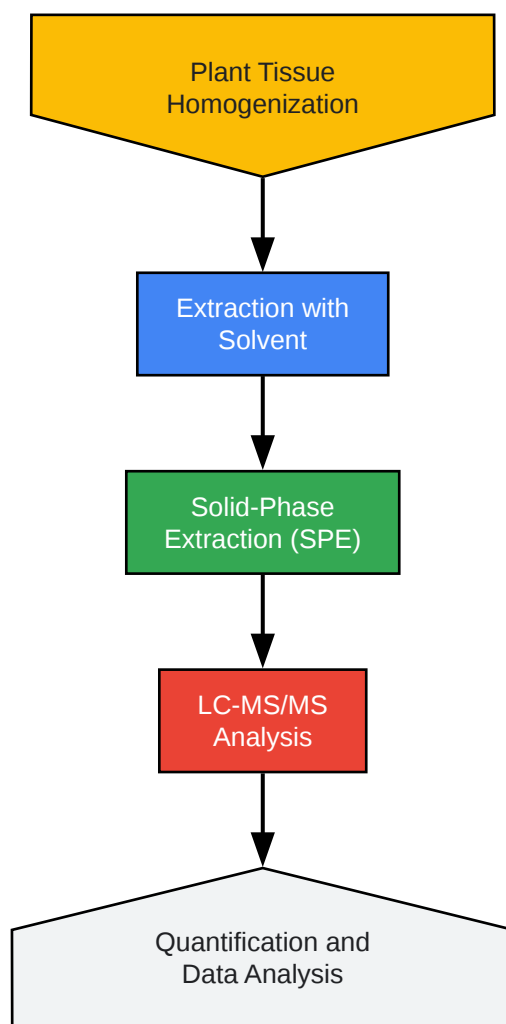 Plant Tissue
Homogenization
Extraction with
Solvent
Solid-Phase
Extraction (SPE)
LC-MS/MS
Analysis
Quantification and
Data Analysis